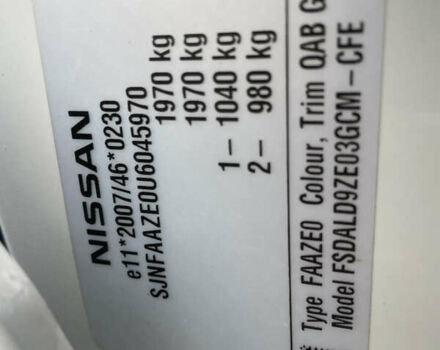 NISSAN
e11*2007/46*0230
SJNFAAZE0U6045970
1970 kg
1970 kg
1– 1040 kg
2– 980 kg
Type FAAZE0 Colour, Trim QAB G
Model FSDALD9ZE03GCM–CFE